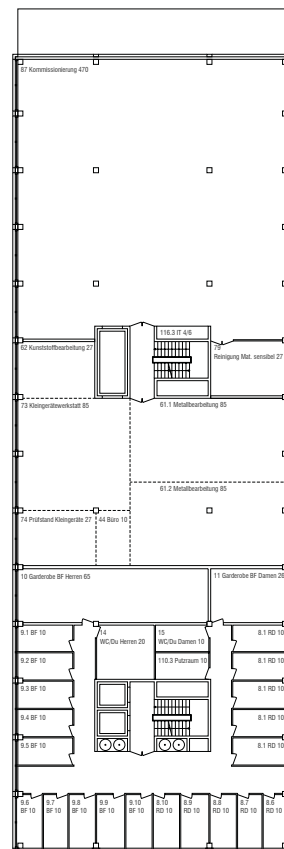 87 Kommissionierung 470
116.3 IT 4/6
62 Kunststoffbearbeitung 27
79
Reinigung Mat. sensibel 27
73 Kleingerätewerkstatt 85
61.1 Metallbearbeitung 85
61.2 Metallbearbeitung 85
74 Prüfstand Kleingeräte 27
44 Büro 10
10 Garderobe BF Herren 65
11 Garderobe BF Damen 26
9.1 BF 10
14
WC/Du Herren 20
15
WC/Du Damen 10
8.1 RD 10
9.2 BF 10
110.3 Putzraum 10
8.1 RD 10
9.3 BF 10
8.1 RD 10
9.4 BF 10
8.1 RD 10
9.5 BF 10
8.1 RD 10
9.6
BF 10
9.7
BF 10
9.8
BF 10
9.9
BF 10
9.10
BF 10
8.10
RD 10
8.9
RD 10
8.8
RD 10
8.7
RD 10
8.6
RD 10